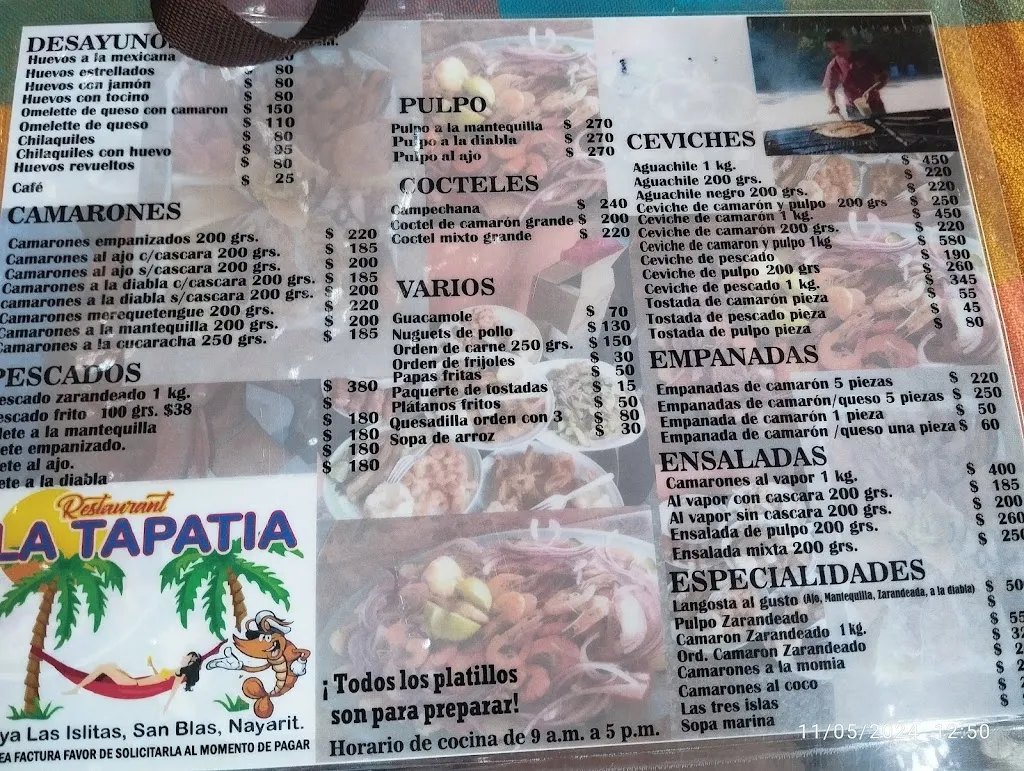 DESAYUNO
Huevos a la mexicana
Huevos estrellados $ 80
Huevos con jamón $ 80
Huevos con tocino $ 80
Omelette de queso con camaron $ 150
Omelette de queso $ 110
Chilaquiles $ 80
Chilaquiles con huevo $ 95
Huevos revueltos $ 80
Café $ 25
CAMARONES
Camarones empanizados 200 grs. $ 220
Camarones al ajo c/cascara 200 grs. $ 185
Camarones al ajo s/cascara 200 grs. $ 200
Camarones a la diabla c/cascara 200 grs. $ 185
Camarones a la diabla s/cascara 200 grs. $ 200
Camarones merequetengue 200 grs. $ 220
Camarones a la mantequilla 200 grs. $ 200
Camarones a la cucaracha 250 grs. $ 185
PESCADOS
escado zarandeado 1 kg. $ 380
escado frito 100 grs. $38 $
lete a la mantequilla $ 180
ete empanizado. $ 180
ete al ajo. $ 180
ete a la diabla $ 180
Restaurant
LA TAPATIA
ya Las Islitas, San Blas, Nayarit.
EA FACTURA FAVOR DE SOLICITARLA AL MOMENTO DE PAGAR
PULPO
Pulpo a la mantequilla $ 270
Pulpo a la diabla $ 270
Pulpo al ajo $ 270
COCTELES
Campechana $ 240
Coctel de camarón grande $ 200
Coctel mixto grande $ 220
VARIOS
Guacamole $ 70
Nuguets de pollo $ 130
Orden de carne 250 grs. $ 150
Orden de frijoles $ 30
Papas fritas $ 50
Paquerte de tostadas $ 15
Plátanos fritos $ 50
Quesadilla orden con 3 $ 80
Sopa de arroz $ 30
¡Todos los platillos
son para preparar!
Horario de cocina de 9 a.m. a 5 p.m.
CEVICHES
Aguachile 1 kg. $ 450
Aguachile 200 grs. $ 220
Aguachile negro 200 grs. $ 220
Ceviche de camarón y pulpo 200 grs $ 250
Ceviche de camarón 1 kg. $ 450
Ceviche de camarón 200 grs. $ 220
Ceviche de camaron y pulpo 1kg $ 580
Ceviche de pescado $ 190
Ceviche de pulpo 200 grs $ 260
Ceviche de pescado 1 kg. $ 345
Tostada de camarón pieza $ 55
Tostada de pescado pieza $ 45
Tostada de pulpo pieza $ 80
EMPANADAS
Empanadas de camarón 5 piezas $ 220
Empanadas de camarón/queso 5 piezas $ 250
Empanada de camarón 1 pieza $ 50
Empanada de camarón /queso una pieza $ 60
ENSALADAS
Camarones al vapor 1 kg. $ 400
Al vapor con cascara 200 grs. $ 185
Al vapor sin cascara 200 grs. $ 200
Ensalada de pulpo 200 grs. $ 260
Ensalada mixta 200 grs. $ 250
ESPECIALIDADES
Langosta al gusto (Ajo, Mantequilla, Zarandeada, a la diabla) $ 50
Pulpo Zarandeado $
Camaron Zarandeado 1 kg. $ 55
Ord. Camaron Zarandeado $
Camarones a la momia $
Camarones al coco $
Las tres islas $
Sopa marina $
11/05/2024 12:50